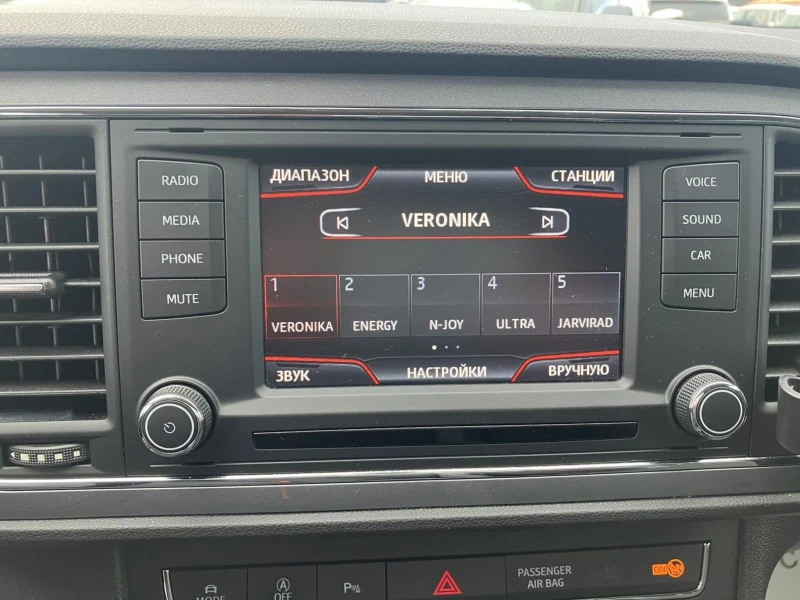 RADIO
MEDIA
PHONE
MUTE
ДИАПАЗОН МЕНЮ СТАНЦИИ
VERONIKA
1 2 3 4 5
VERONIKA ENERGY N-JOY ULTRA JARVIRAD
ЗВУК НАСТРОЙКИ ВРУЧНУЮ
VOICE
SOUND
CAR
MENU
MODE
A
OFF
P
PASSENGER
AIR BAG